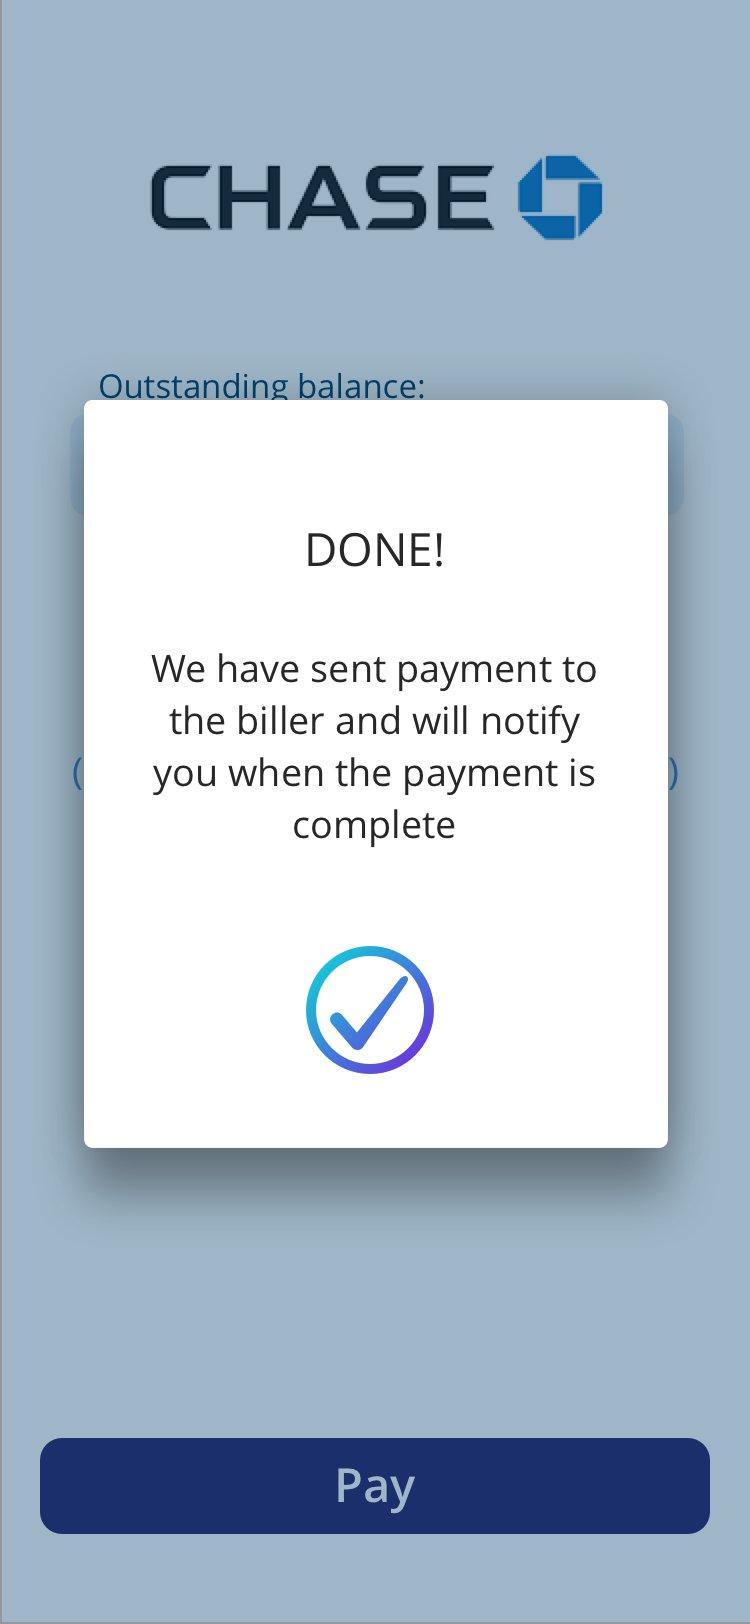 CHASE
Outstanding balance:
DONE!
We have sent payment to
the biller and will notify
you when the payment is
complete
( )
Pay